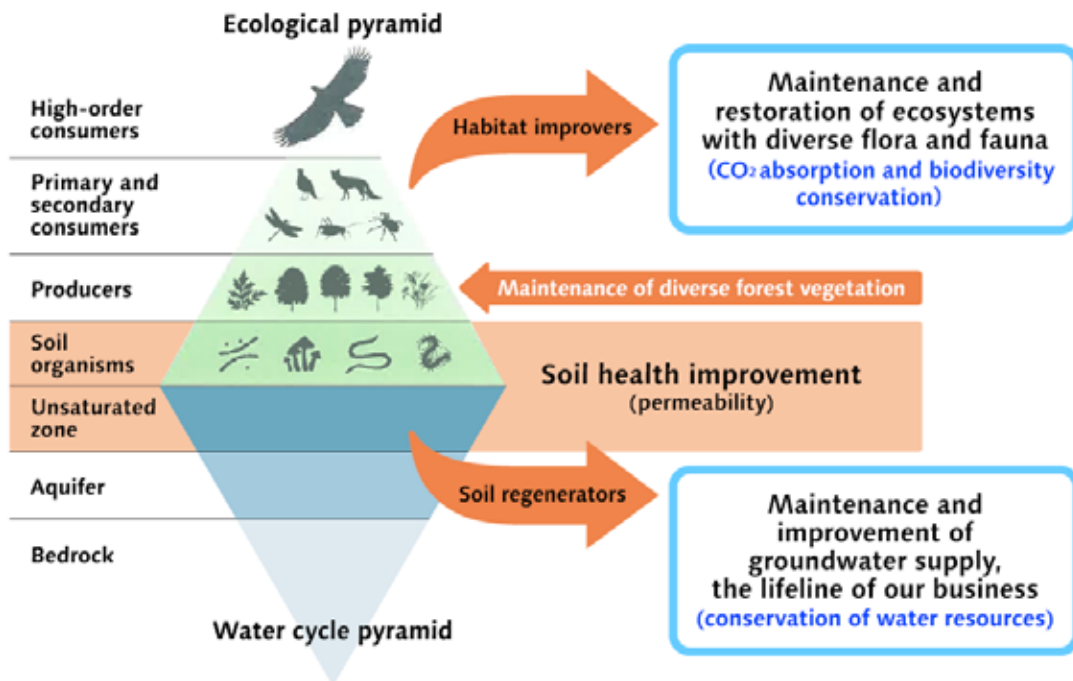 Ecological pyramid
High-order
consumers
Primary and
secondary
consumers
Producers
Soil
organisms
Unsaturated
zone
Aquifer
Bedrock
Water cycle pyramid
Habitat improvers
Maintenance and
restoration of ecosystems
with diverse flora and fauna
(CO₂ absorption and biodiversity
conservation)
Maintenance of diverse forest vegetation
Soil health improvement
(permeability)
Soil regenerators
Maintenance and
improvement of
groundwater supply,
the lifeline of our business
(conservation of water resources)